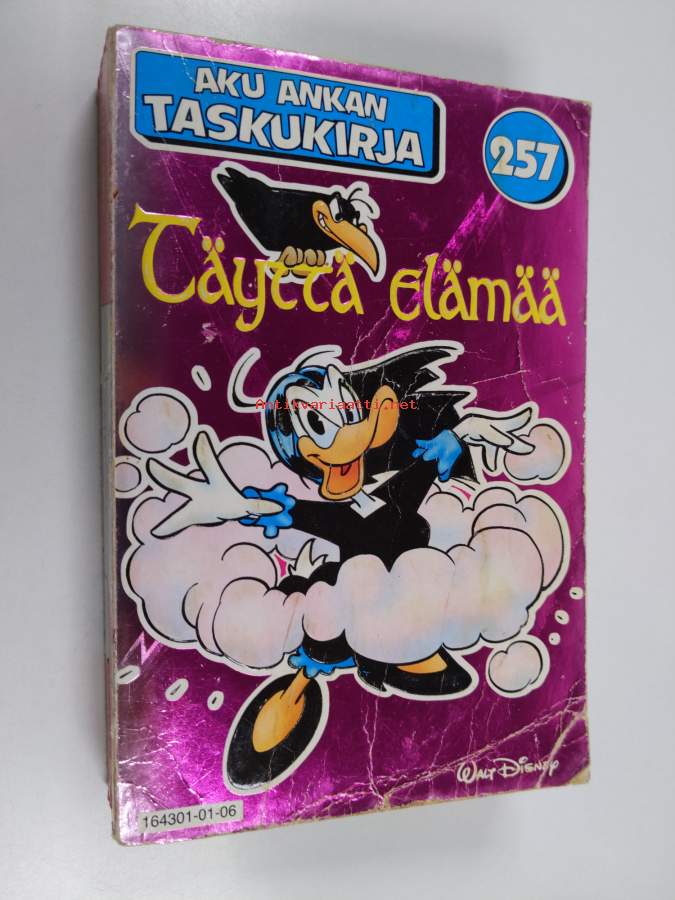 AKU ANKAN
TASKUKIRJA
257
Täyttä elämää
Antikvariaatti.net
Walt Disney
164301-01-06